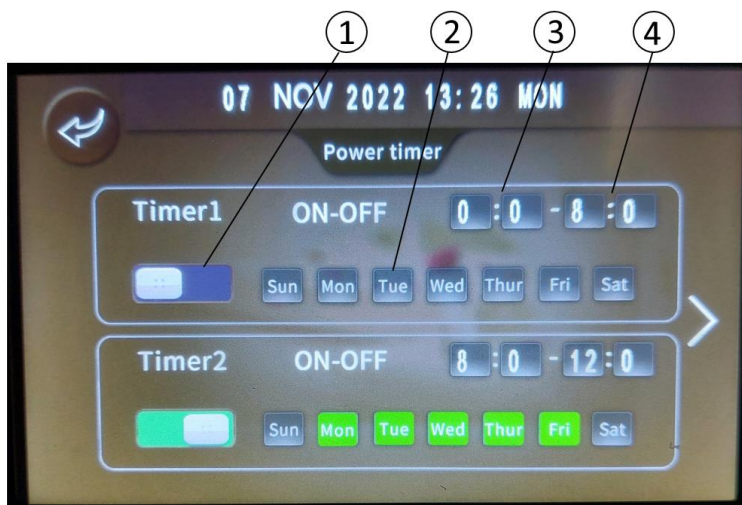 ① ② ③ ④
07 NOV 2022 13:26 MON
Power timer
Timer1 ON-OFF 0:0 - 8:0
Sun Mon Tue Wed Thur Fri Sat
Timer2 ON-OFF 8:0 - 12:0
Sun Mon Tue Wed Thur Fri Sat